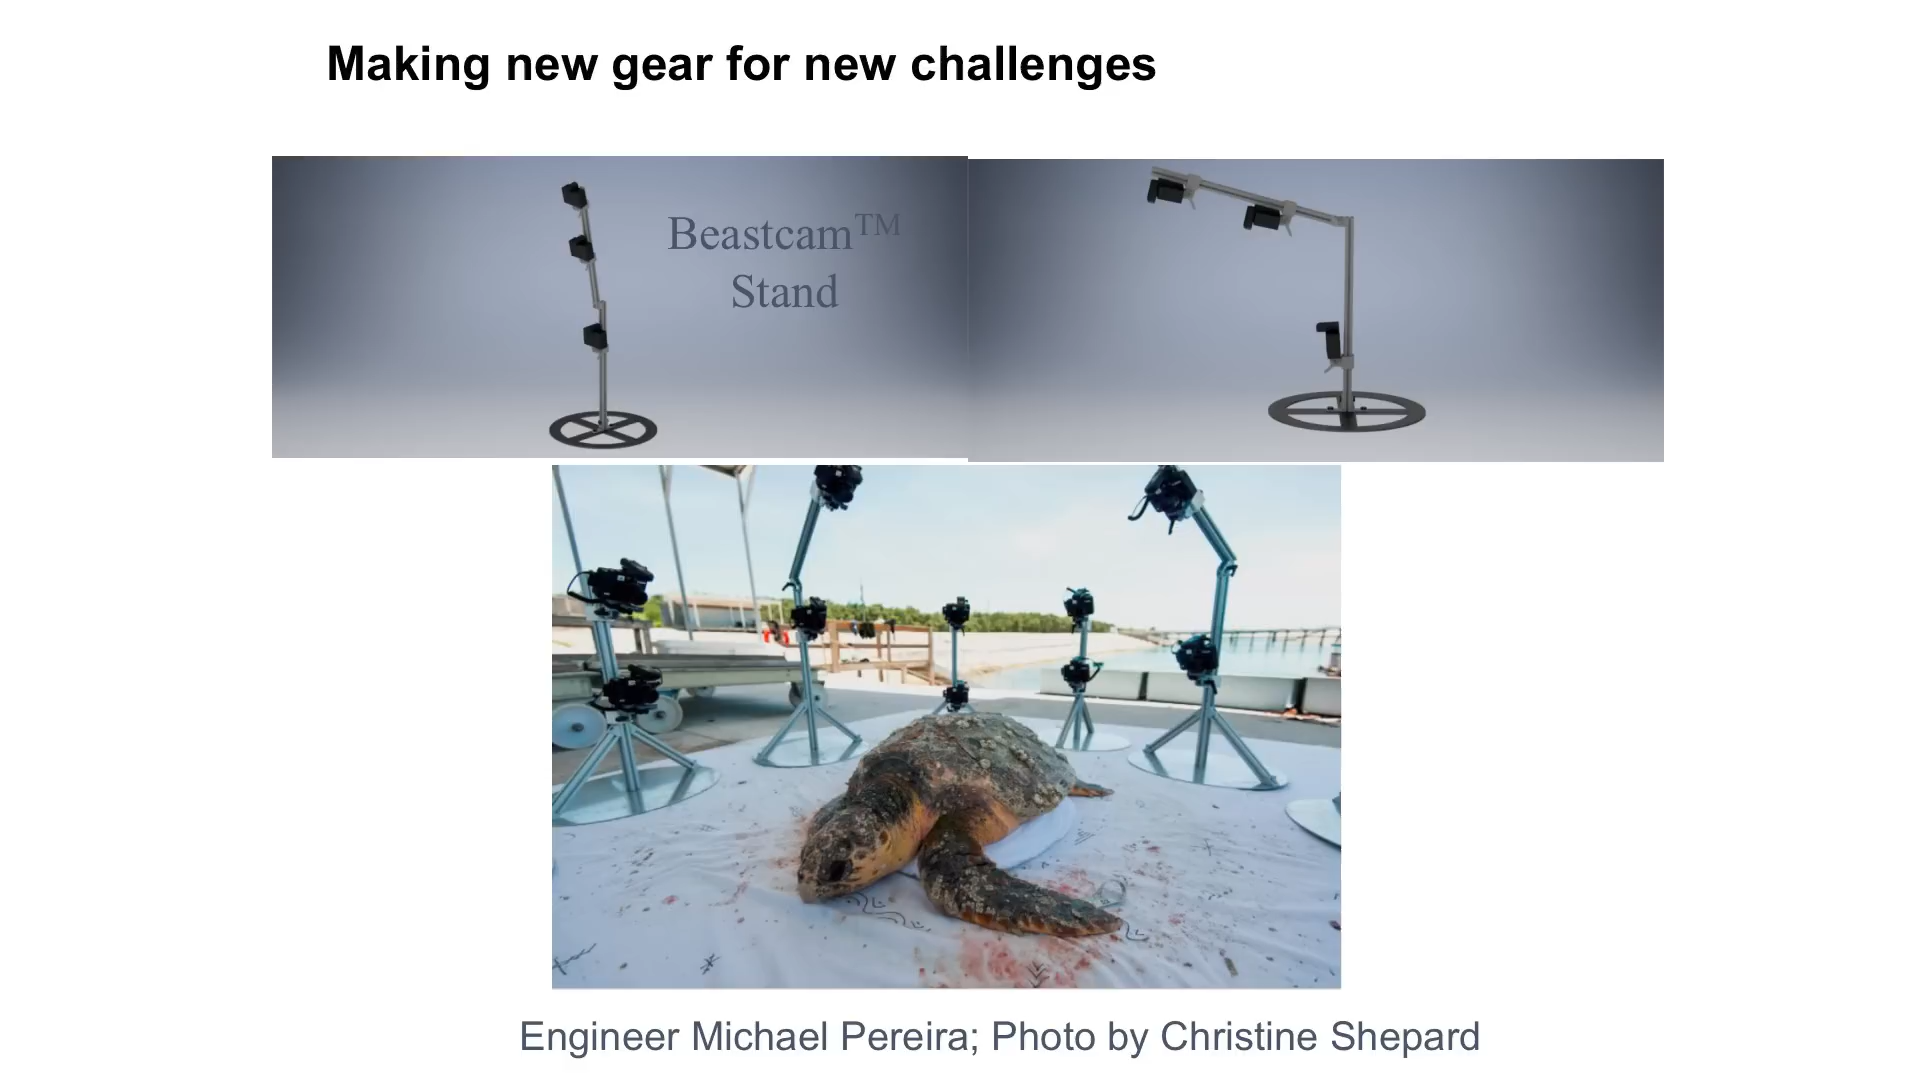 Making new gear for new challenges
Beastcam™
Stand
Engineer Michael Pereira; Photo by Christine Shepard